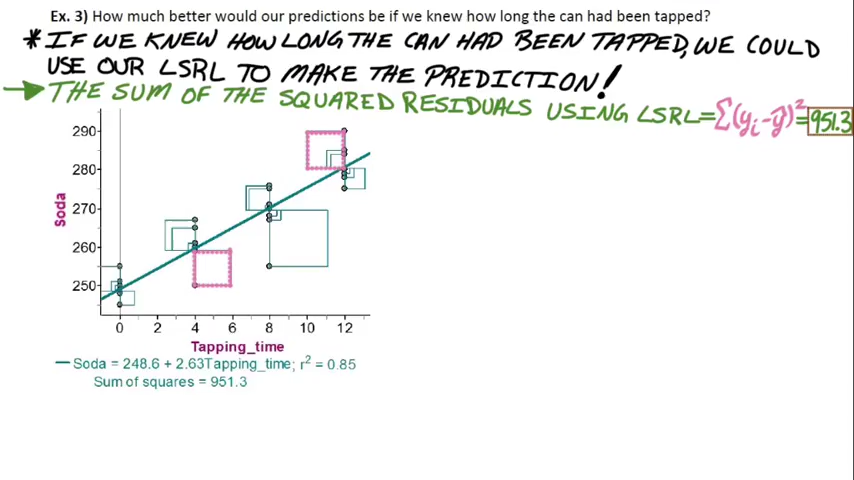 Ex. 3) How much better would our predictions be if we knew how long the can had been tapped?
* IF WE KNEW HOW LONG THE CAN HAD BEEN TAPPED, WE COULD
USE OUR LSRL TO MAKE THE PREDICTION!
→ THE SUM OF THE SQUARED RESIDUALS USING LSRL = Σ(yᵢ-ŷ)² = 951.3
290
280
270
260
250
Soda
0 2 4 6 8 10 12
Tapping_time
Soda = 248.6 + 2.63Tapping_time; r² = 0.85
Sum of squares = 951.3